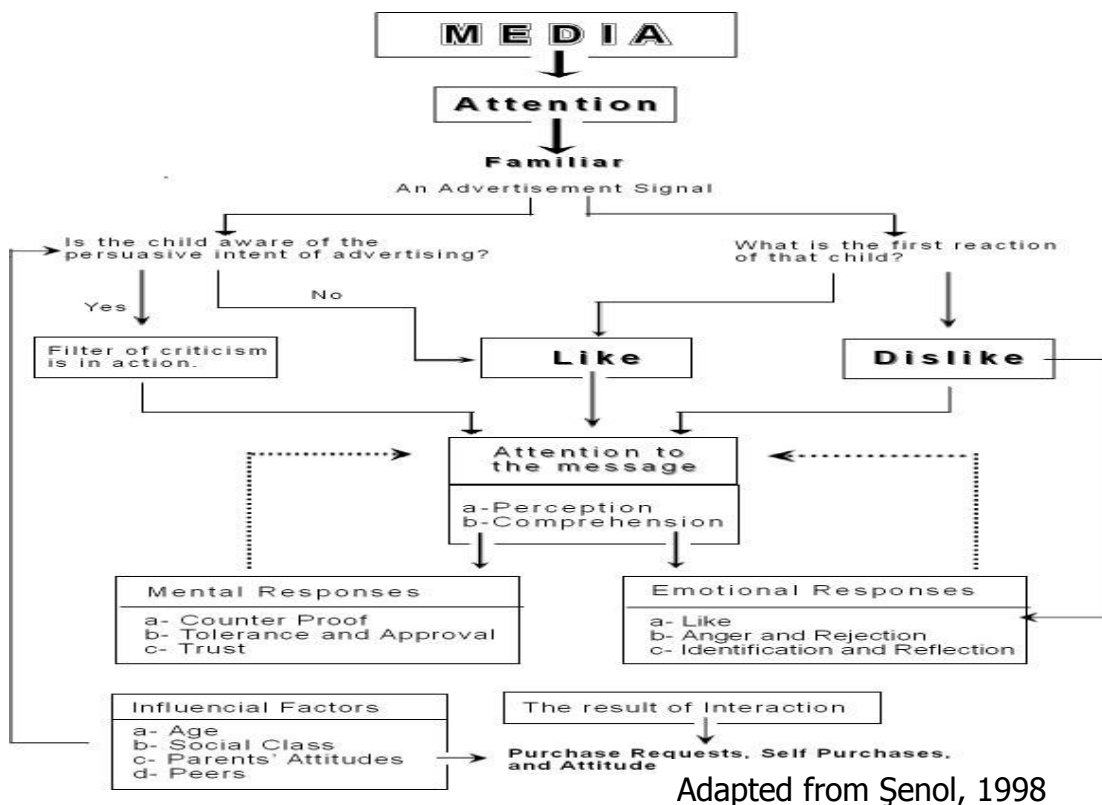 MEDIA
Attention
Familiar
An Advertisement Signal
Is the child aware of the
persuasive intent of advertising?
What is the first reaction
of that child?
Yes
No
Filter of criticism
is in action.
Like
Dislike
Attention to
the message
a-Perception
b-Comprehension
Mental Responses
a- Counter Proof
b- Tolerance and Approval
c- Trust
Emotional Responses
a- Like
b- Anger and Rejection
c- Identification and Reflection
Influencial Factors
a- Age
b- Social Class
c- Parents' Attitudes
d- Peers
The result of Interaction
Purchase Requests, Self Purchases,
and Attitude
Adapted from Şenol, 1998